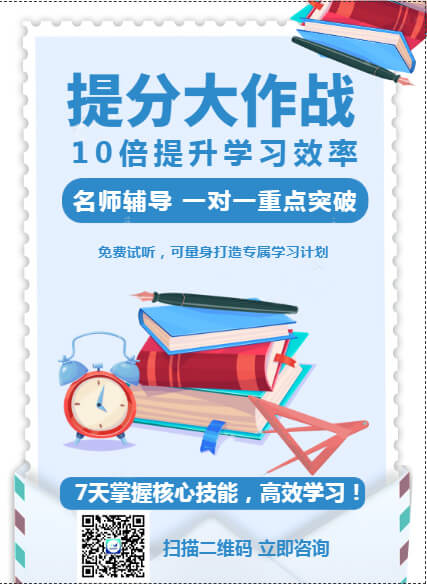 提分大作战
10倍提升学习效率
名师辅导 一对一重点突破
免费试听，可量身打造专属学习计划
7天掌握核心技能，高效学习！
扫描二维码 立即咨询